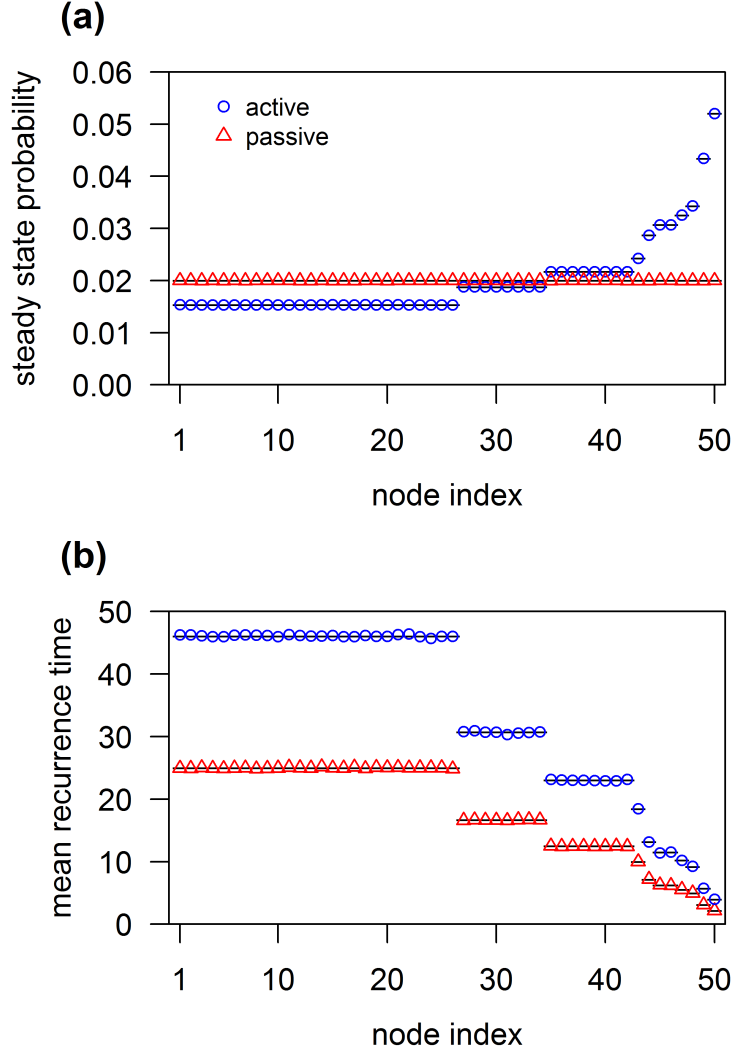 (a)
steady state probability
0.06
0.05
0.04
0.03
0.02
0.01
0.00
active
passive
1 10 20 30 40 50
node index
(b)
mean recurrence time
50
40
30
20
10
0
1 10 20 30 40 50
node index